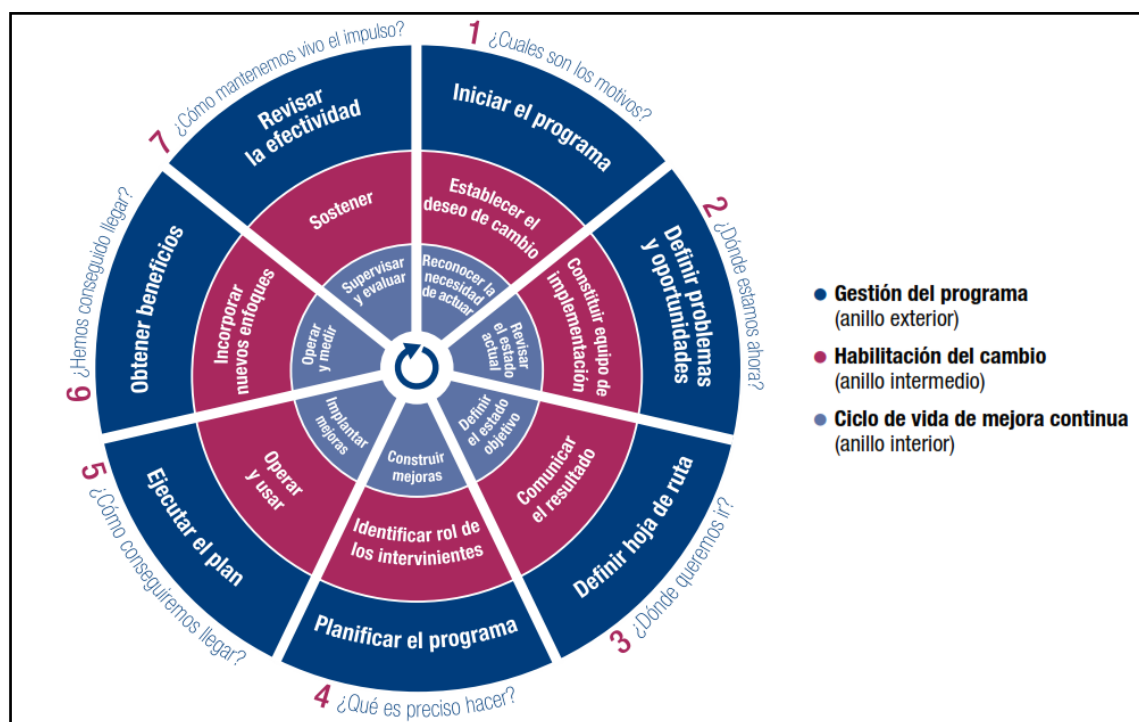 1 ¿Cuales son los motivos?
Iniciar el programa
Establecer el
deseo de cambio
Reconocer la
necesidad
de actuar
2 ¿Dónde estamos ahora?
Definir problemas
y oportunidades
Constituir equipo de
implementación
Revisar
el estado
actual
3 ¿Dónde queremos ir?
Definir hoja de ruta
Comunicar
el resultado
Definir
el estado
objetivo
4 ¿Qué es preciso hacer?
Planificar el programa
Identificar rol de
los intervinientes
Construir
mejoras
5 ¿Cómo conseguiremos llegar?
Ejecutar el plan
Operar
y usar
Implantar
mejoras
6 ¿Hemos conseguido llegar?
Obtener beneficios
Incorporar
nuevos enfoques
Operar
y medir
7 ¿Cómo mantenemos vivo el impulso?
Revisar
la efectividad
Sostener
Supervisar
y evaluar
Gestión del programa
(anillo exterior)
Habilitación del cambio
(anillo intermedio)
Ciclo de vida de mejora continua
(anillo interior)